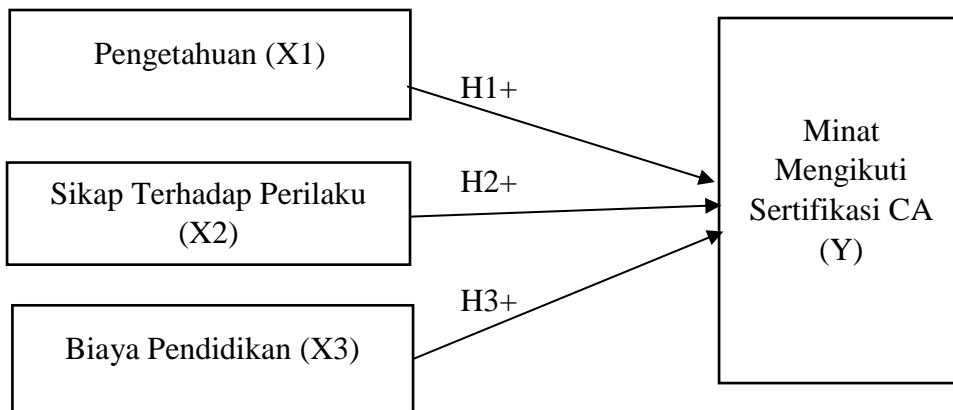 Pengetahuan (X1)
H1+
Sikap Terhadap Perilaku
(X2)
H2+
Biaya Pendidikan (X3)
H3+
Minat
Mengikuti
Sertifikasi CA
(Y)